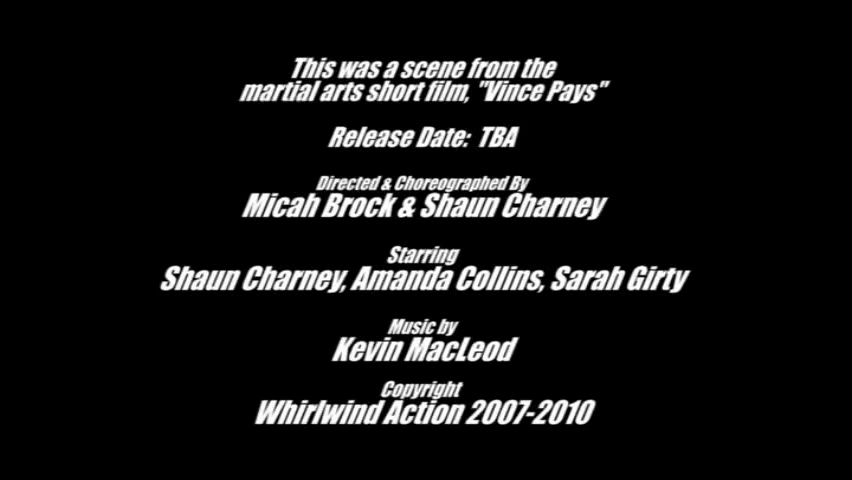 This was a scene from the
martial arts short film, "Vince Pays"
Release Date: TBA
Directed & Choreographed By
Micah Brock & Shaun Charney
Starring
Shaun Charney, Amanda Collins, Sarah Girty
Music by
Kevin MacLeod
Copyright
Whirlwind Action 2007-2010